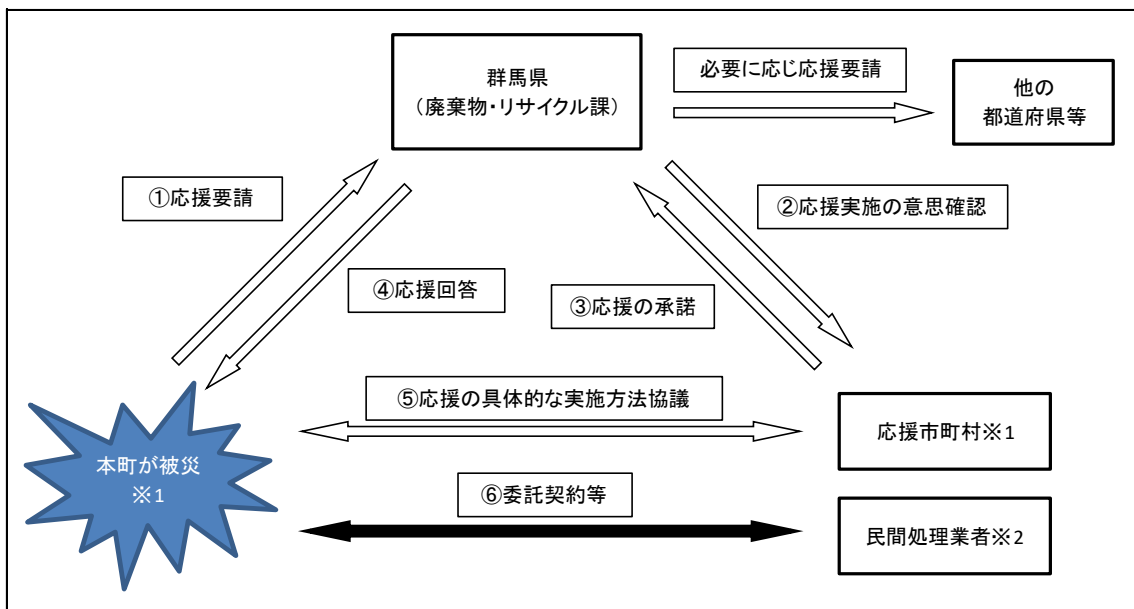 群馬県
（廃棄物・リサイクル課）
必要に応じ応援要請
他の
都道府県等
①応援要請
②応援実施の意思確認
④応援回答
③応援の承諾
⑤応援の具体的な実施方法協議
本町が被災
※1
応援市町村※1
⑥委託契約等
民間処理業者※2